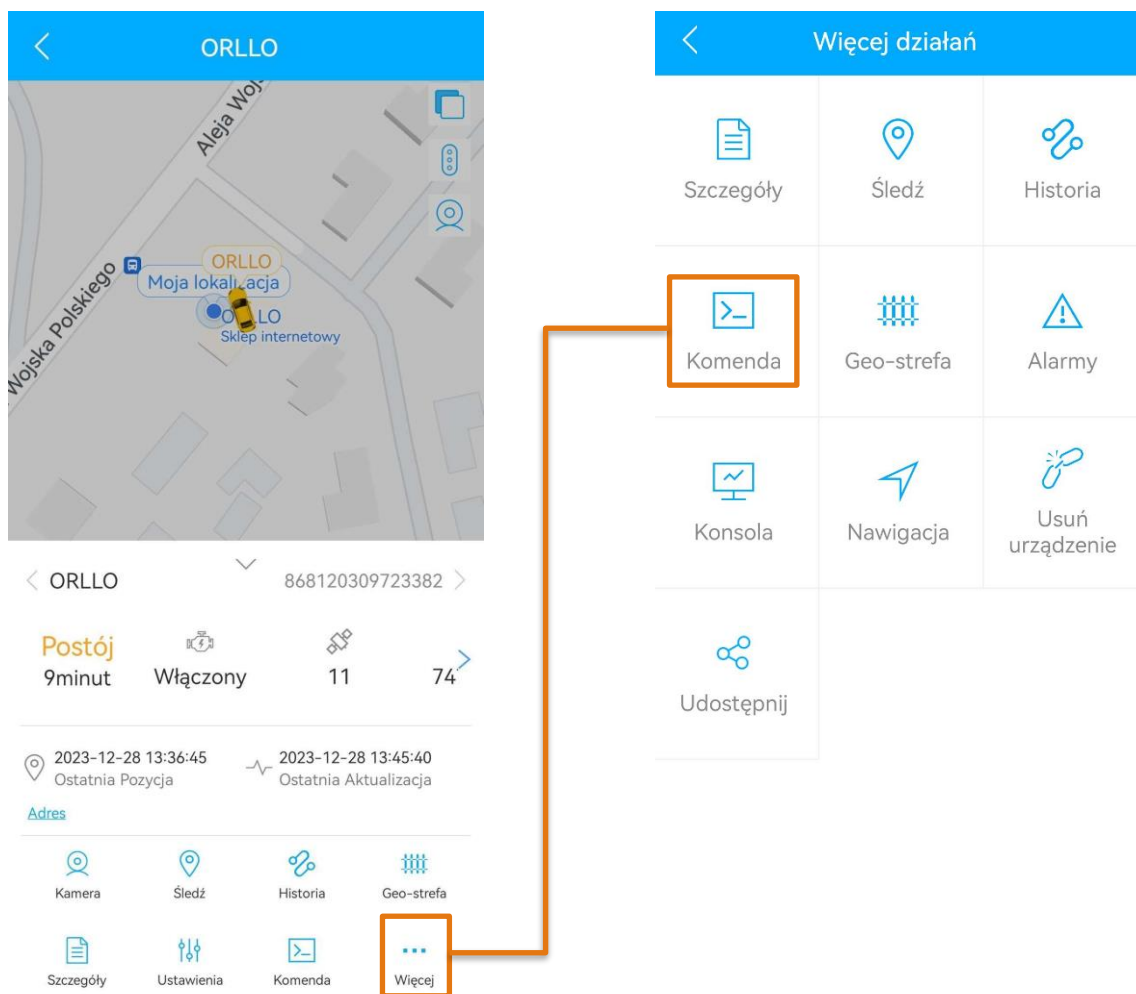 ORLLO
Aleja Woj
Wojska Polskiego
ORLLO
Moja lokalizacja
Sklep internetowy
ORLLO
868120309723382
Postój
9minut
Włączony
11
74
2023-12-28 13:36:45
Ostatnia Pozycja
2023-12-28 13:45:40
Ostatnia Aktualizacja
Adres
Kamera
Śledź
Historia
Geo-strefa
Szczegóły
Ustawienia
Komenda
Więcej
Więcej działań
Szczegóły
Śledź
Historia
Komenda
Geo-strefa
Alarmy
Konsola
Nawigacja
Usuń
urządzenie
Udostępnij